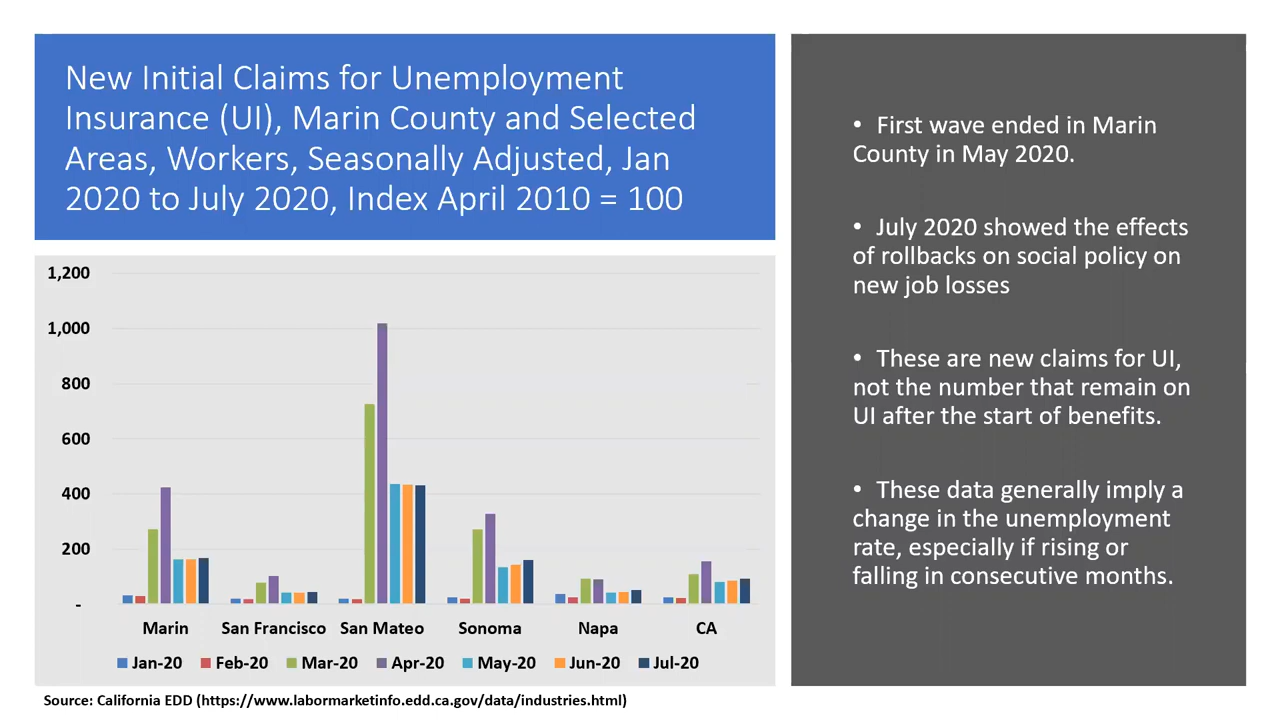 New Initial Claims for Unemployment
Insurance (UI), Marin County and Selected
Areas, Workers, Seasonally Adjusted, Jan
2020 to July 2020, Index April 2010 = 100
• First wave ended in Marin
County in May 2020.
• July 2020 showed the effects
of rollbacks on social policy on
new job losses
• These are new claims for UI,
not the number that remain on
UI after the start of benefits.
• These data generally imply a
change in the unemployment
rate, especially if rising or
falling in consecutive months.
1,200
1,000
800
600
400
200
-
Marin San Francisco San Mateo Sonoma Napa CA
Jan-20 Feb-20 Mar-20 Apr-20 May-20 Jun-20 Jul-20
Source: California EDD (https://www.labormarketinfo.edd.ca.gov/data/industries.html)